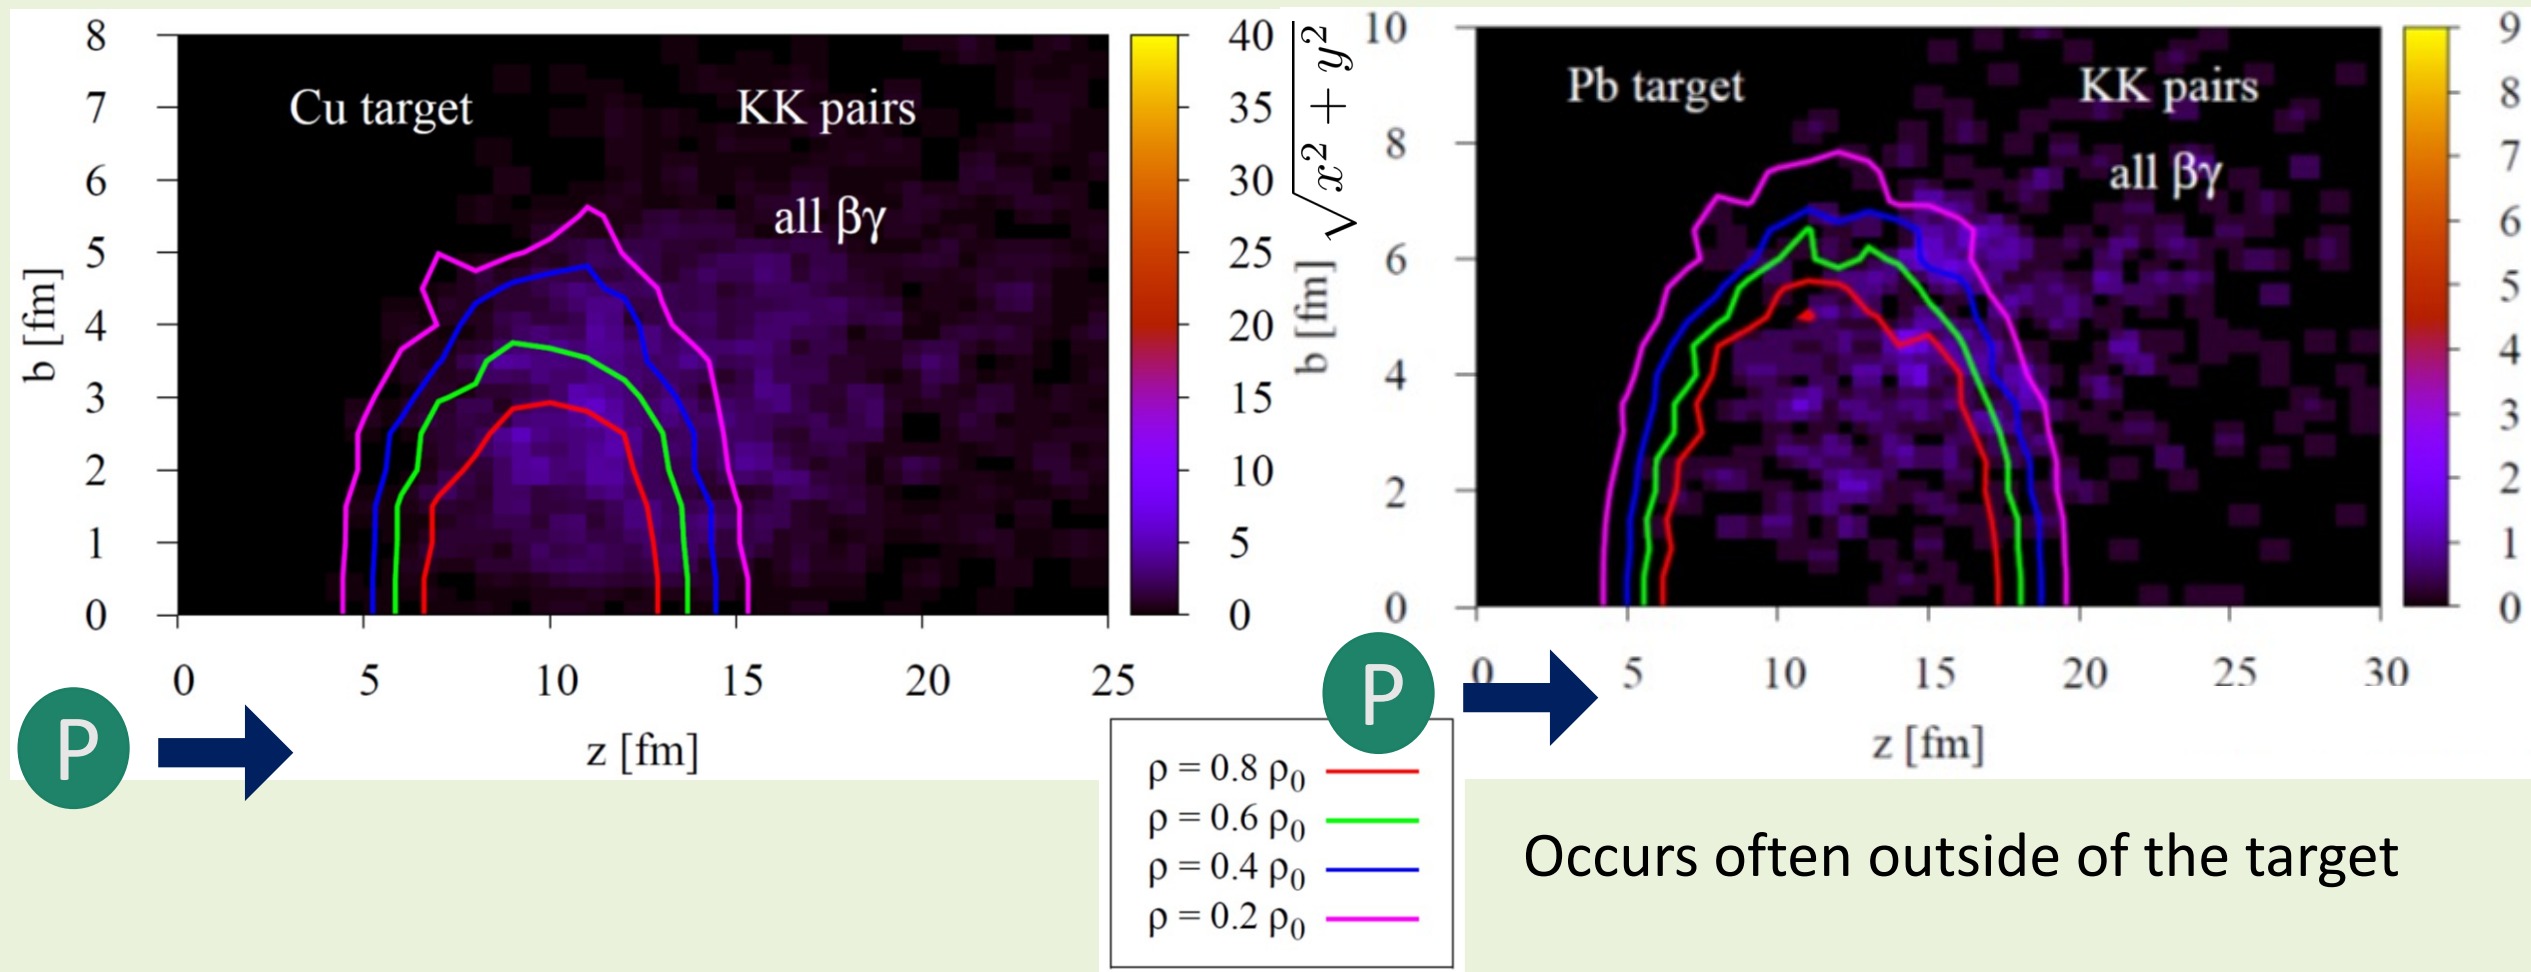 8
7
6
5
4
3
2
1
0
b [fm]
Cu target
KK pairs
all βγ
0 5 10 15 20 25
z [fm]
40
35
30
25
20
15
10
5
0
P
b [fm] √x² + y²
10
8
6
4
2
0
Pb target
KK pairs
all βγ
0 5 10 15 20 25 30
z [fm]
9
8
7
6
5
4
3
2
1
0
P
ρ = 0.8 ρ₀
ρ = 0.6 ρ₀
ρ = 0.4 ρ₀
ρ = 0.2 ρ₀
Occurs often outside of the target